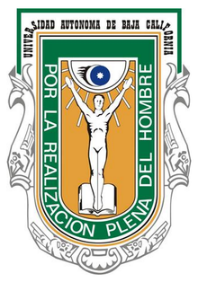 UNIVERSIDAD AUTONOMA DE BAJA CALIFORNIA
POR LA REALIZACION PLENA DEL HOMBRE